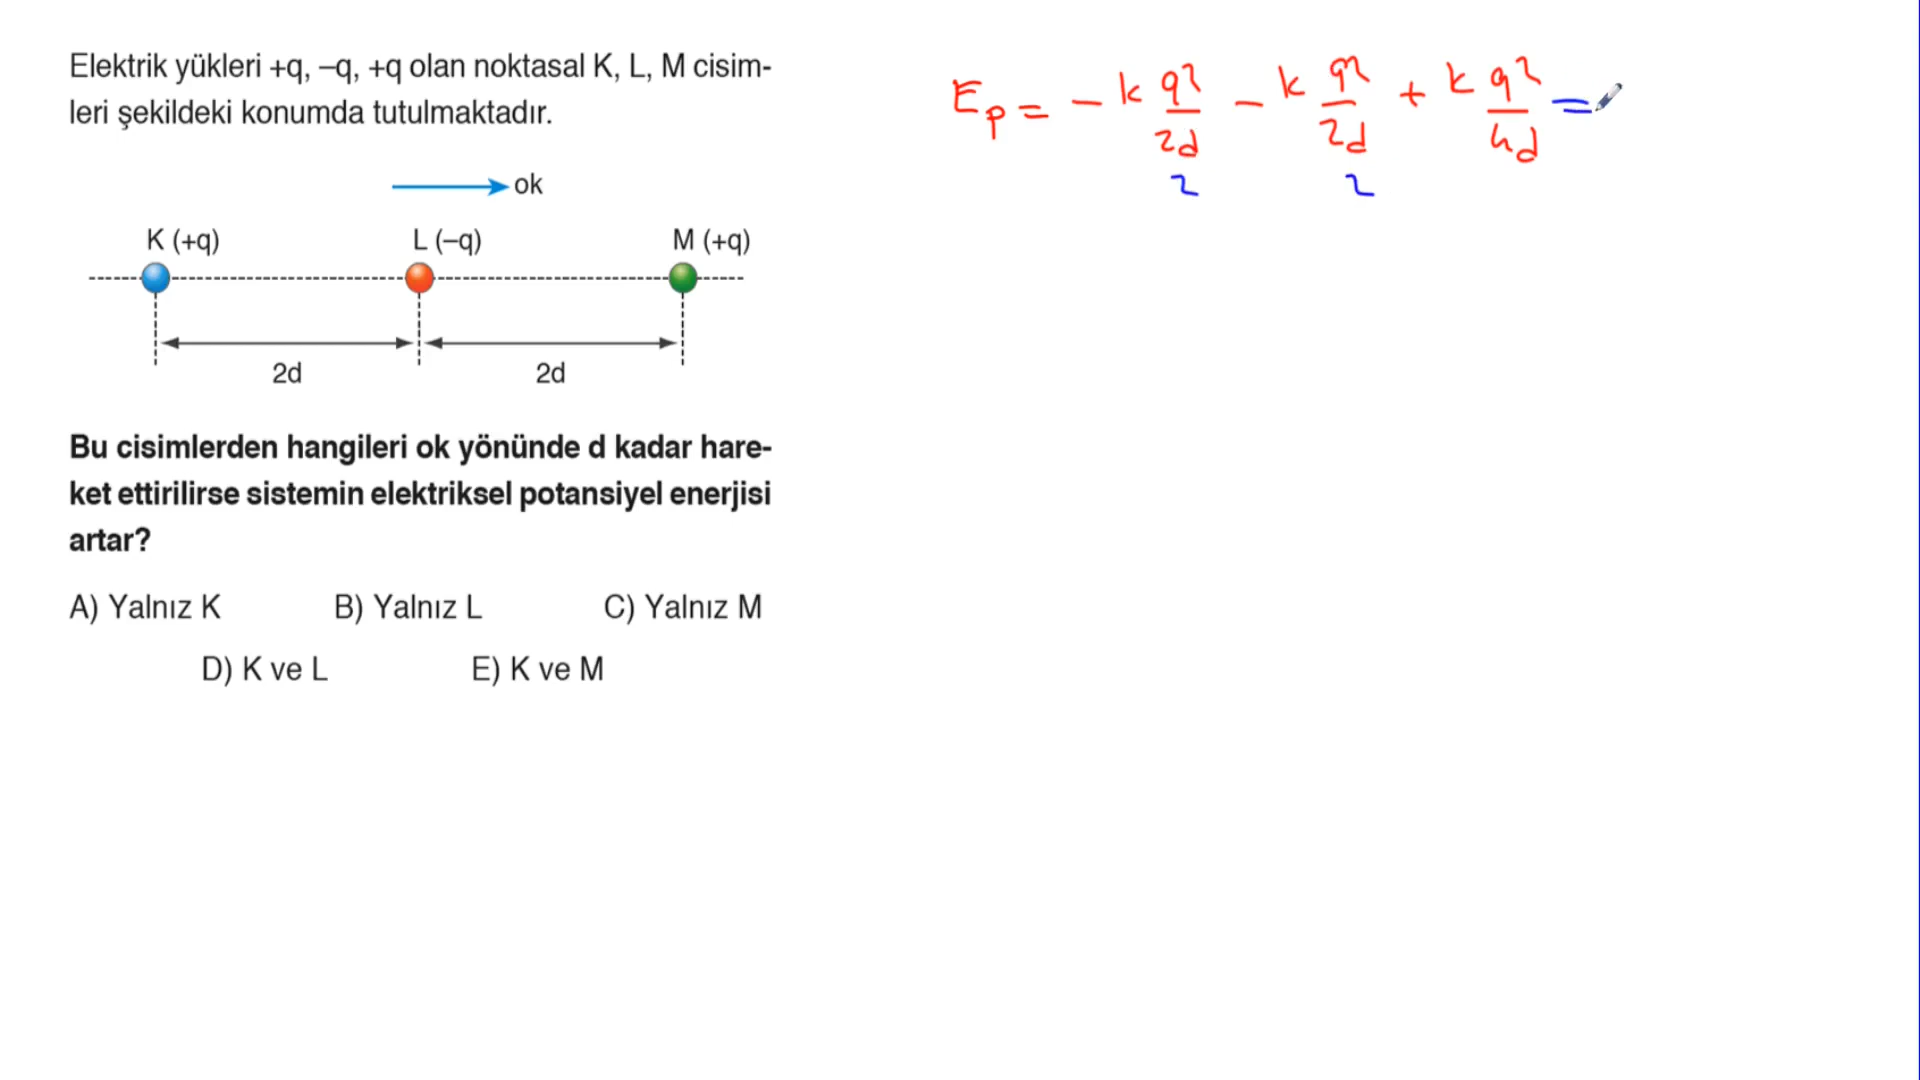 Elektrik yükleri +q, –q, +q olan noktasal K, L, M cisim-
leri şekildeki konumda tutulmaktadır.
ok
K (+q) L (–q) M (+q)
2d 2d
Bu cisimlerden hangileri ok yönünde d kadar hare-
ket ettirilirse sistemin elektriksel potansiyel enerjisi
artar?
A) Yalnız K B) Yalnız L C) Yalnız M
D) K ve L E) K ve M
Ep = - k q²/2d - k q²/2d + k q²/4d =
2 2